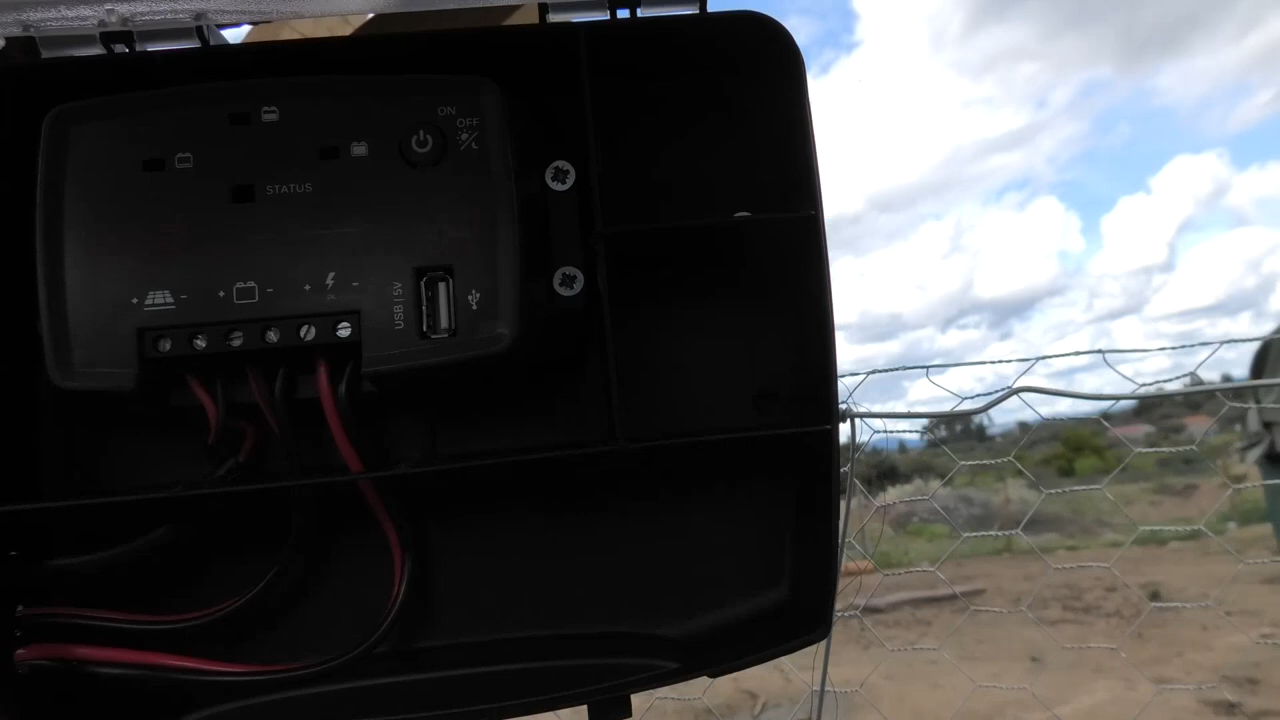 ON
OFF
STATUS
+ -
+ -
+ -
USB | 5V